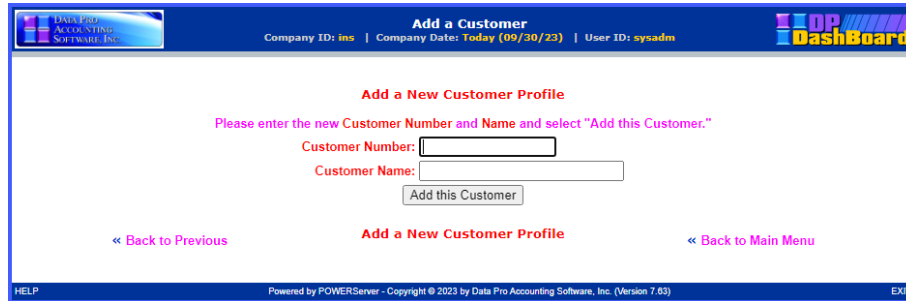 DATA PRO
ACCOUNTING
SOFTWARE, INC.
Add a Customer
Company ID: ins | Company Date: Today (09/30/23) | User ID: sysadm
DP
DashBoard
Add a New Customer Profile
Please enter the new Customer Number and Name and select "Add this Customer."
Customer Number:
Customer Name:
Add this Customer
« Back to Previous
Add a New Customer Profile
« Back to Main Menu
HELP
Powered by POWERServer - Copyright © 2023 by Data Pro Accounting Software, Inc. (Version 7.63)
EXI